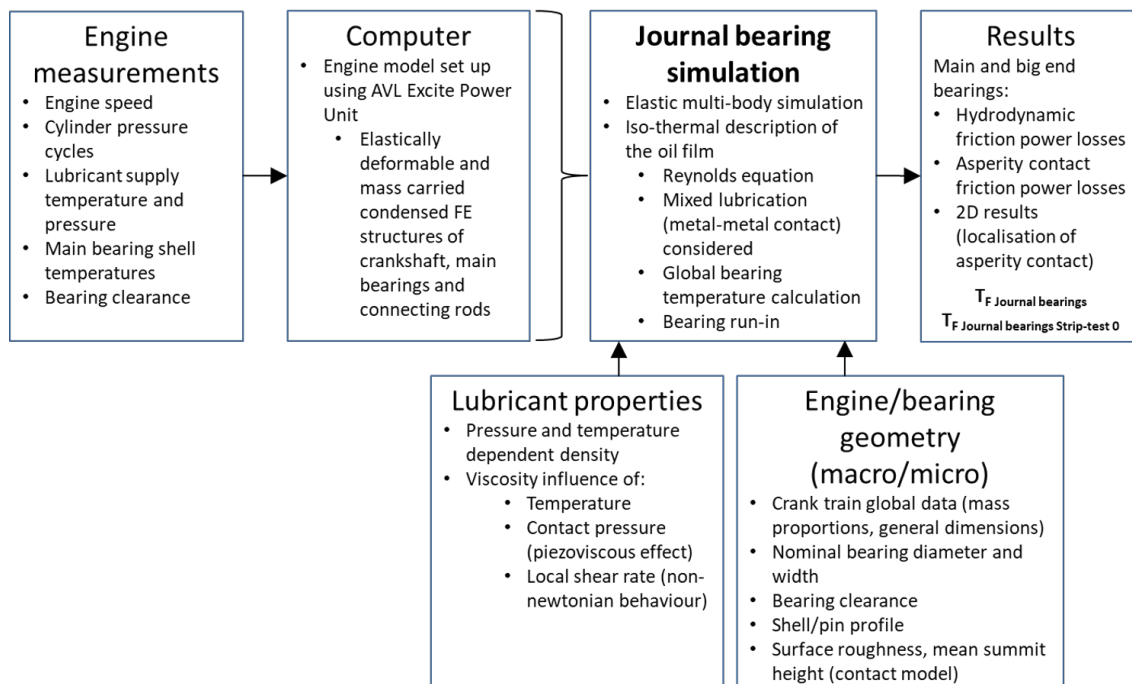 Engine
measurements
• Engine speed
• Cylinder pressure
cycles
• Lubricant supply
temperature and
pressure
• Main bearing shell
temperatures
• Bearing clearance
Computer
• Engine model set up
using AVL Excite Power
Unit
• Elastically
deformable and
mass carried
condensed FE
structures of
crankshaft, main
bearings and
connecting rods
Journal bearing
simulation
• Elastic multi-body simulation
• Iso-thermal description of
the oil film
• Reynolds equation
• Mixed lubrication
(metal-metal contact)
considered
• Global bearing
temperature calculation
• Bearing run-in
Results
Main and big end
bearings:
• Hydrodynamic
friction power losses
• Asperity contact
friction power losses
• 2D results
(localisation of
asperity contact)
TF Journal bearings
TF Journal bearings Strip-test 0
Lubricant properties
• Pressure and temperature
dependent density
• Viscosity influence of:
• Temperature
• Contact pressure
(piezoviscous effect)
• Local shear rate (non-
newtonian behaviour)
Engine/bearing
geometry
(macro/micro)
• Crank train global data (mass
proportions, general dimensions)
• Nominal bearing diameter and
width
• Bearing clearance
• Shell/pin profile
• Surface roughness, mean summit
height (contact model)